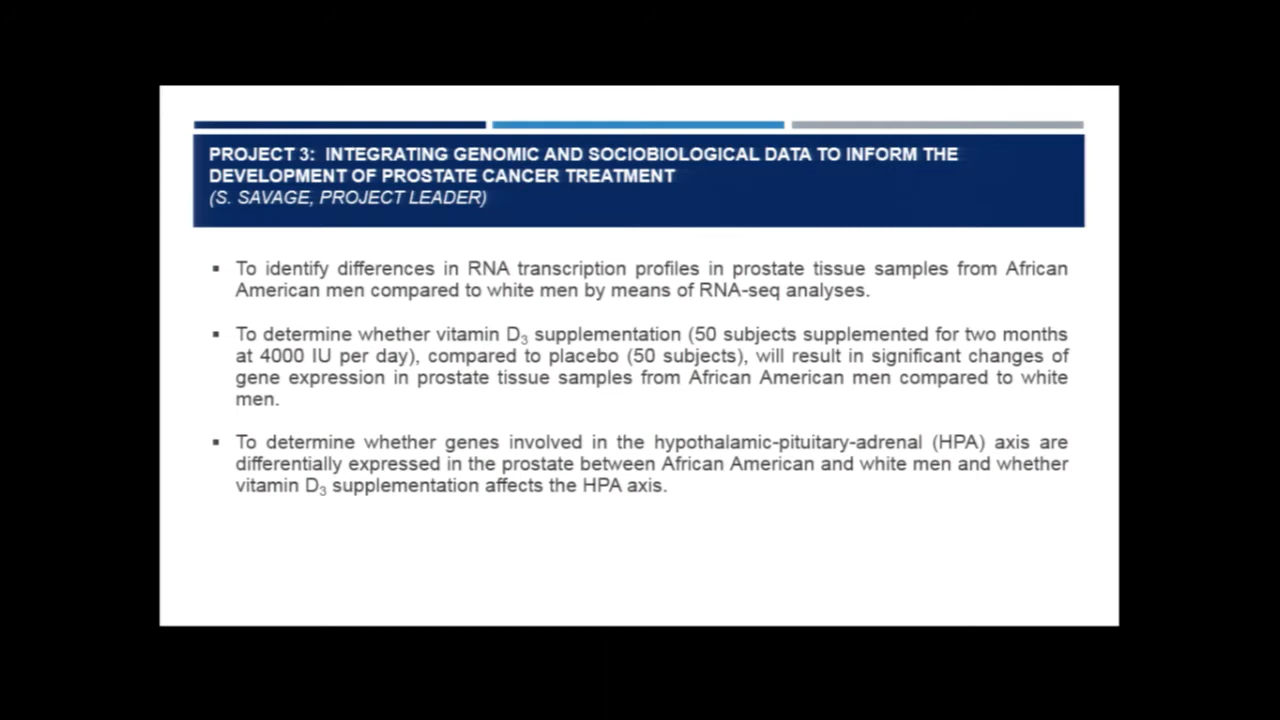 PROJECT 3: INTEGRATING GENOMIC AND SOCIOBIOLOGICAL DATA TO INFORM THE
DEVELOPMENT OF PROSTATE CANCER TREATMENT
(S. SAVAGE, PROJECT LEADER)
▪ To identify differences in RNA transcription profiles in prostate tissue samples from African
American men compared to white men by means of RNA-seq analyses.
▪ To determine whether vitamin D₃ supplementation (50 subjects supplemented for two months
at 4000 IU per day), compared to placebo (50 subjects), will result in significant changes of
gene expression in prostate tissue samples from African American men compared to white
men.
▪ To determine whether genes involved in the hypothalamic-pituitary-adrenal (HPA) axis are
differentially expressed in the prostate between African American and white men and whether
vitamin D₃ supplementation affects the HPA axis.